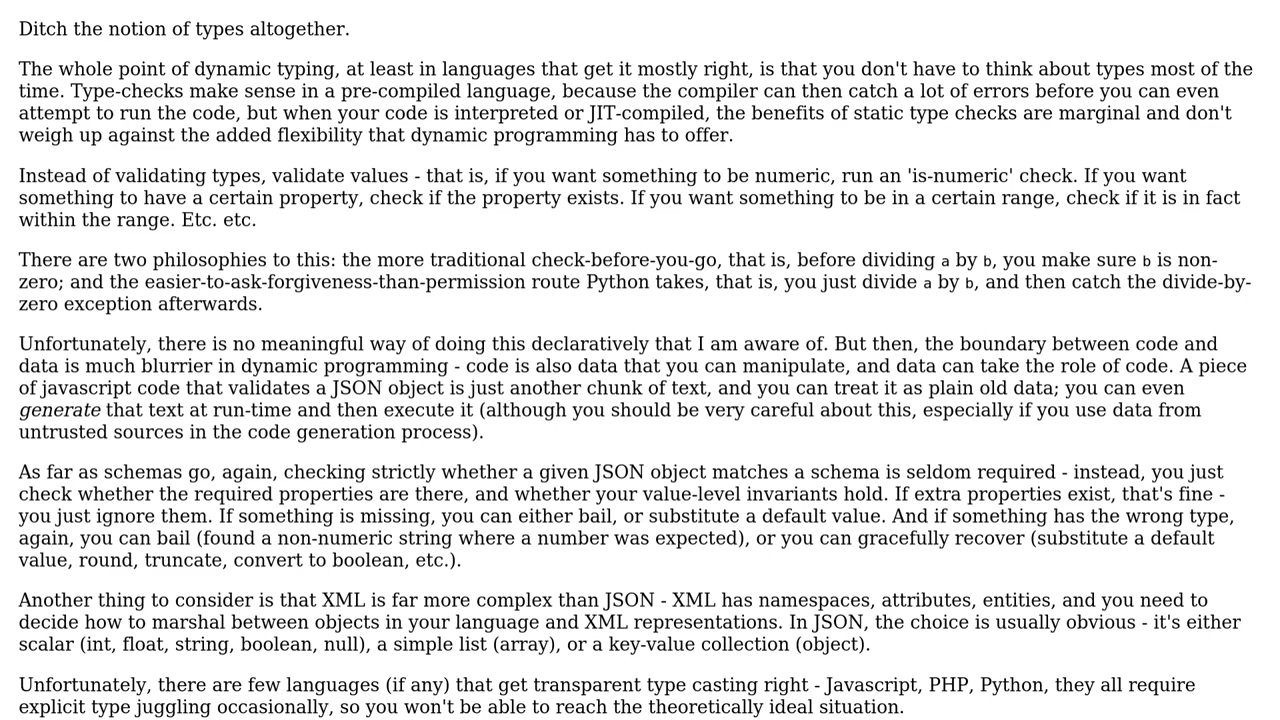 Ditch the notion of types altogether.
The whole point of dynamic typing, at least in languages that get it mostly right, is that you don't have to think about types most of the
time. Type-checks make sense in a pre-compiled language, because the compiler can then catch a lot of errors before you can even
attempt to run the code, but when your code is interpreted or JIT-compiled, the benefits of static type checks are marginal and don't
weigh up against the added flexibility that dynamic programming has to offer.
Instead of validating types, validate values - that is, if you want something to be numeric, run an 'is-numeric' check. If you want
something to have a certain property, check if the property exists. If you want something to be in a certain range, check if it is in fact
within the range. Etc. etc.
There are two philosophies to this: the more traditional check-before-you-go, that is, before dividing a by b, you make sure b is non-
zero; and the easier-to-ask-forgiveness-than-permission route Python takes, that is, you just divide a by b, and then catch the divide-by-
zero exception afterwards.
Unfortunately, there is no meaningful way of doing this declaratively that I am aware of. But then, the boundary between code and
data is much blurrier in dynamic programming - code is also data that you can manipulate, and data can take the role of code. A piece
of javascript code that validates a JSON object is just another chunk of text, and you can treat it as plain old data; you can even
generate that text at run-time and then execute it (although you should be very careful about this, especially if you use data from
untrusted sources in the code generation process).
As far as schemas go, again, checking strictly whether a given JSON object matches a schema is seldom required - instead, you just
check whether the required properties are there, and whether your value-level invariants hold. If extra properties exist, that's fine -
you just ignore them. If something is missing, you can either bail, or substitute a default value. And if something has the wrong type,
again, you can bail (found a non-numeric string where a number was expected), or you can gracefully recover (substitute a default
value, round, truncate, convert to boolean, etc.).
Another thing to consider is that XML is far more complex than JSON - XML has namespaces, attributes, entities, and you need to
decide how to marshal between objects in your language and XML representations. In JSON, the choice is usually obvious - it's either
scalar (int, float, string, boolean, null), a simple list (array), or a key-value collection (object).
Unfortunately, there are few languages (if any) that get transparent type casting right - Javascript, PHP, Python, they all require
explicit type juggling occasionally, so you won't be able to reach the theoretically ideal situation.